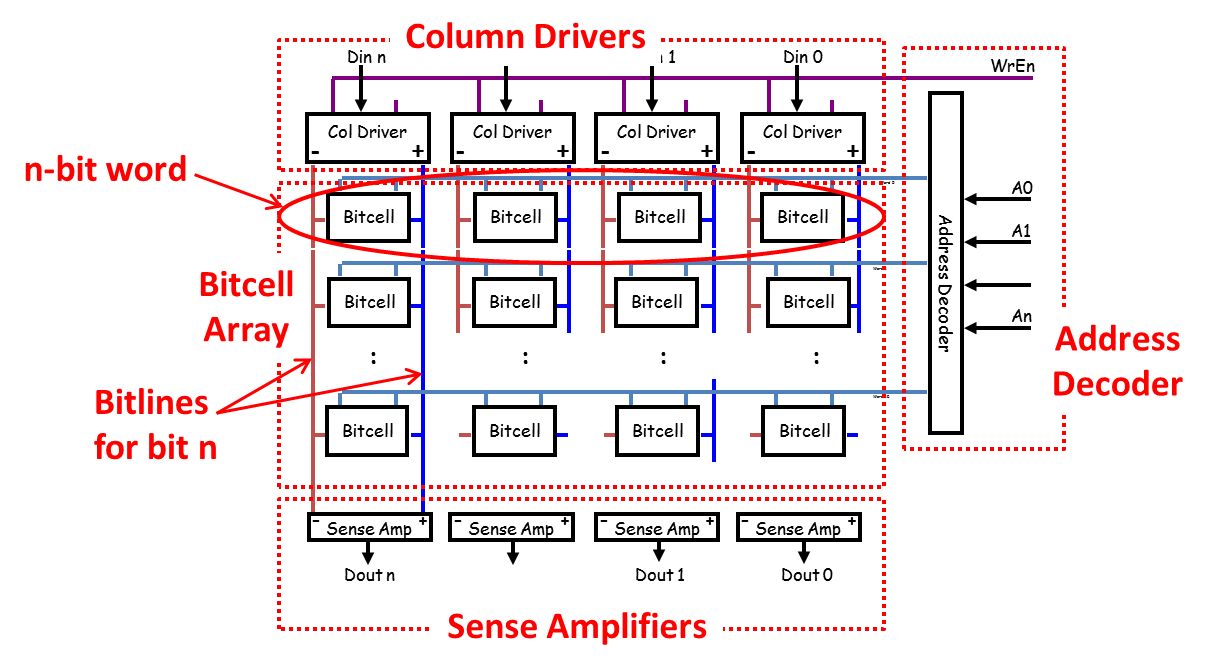 Column Drivers
Din n
1
Din 0
WrEn
Col Driver
Col Driver
Col Driver
Col Driver
- +
- +
- +
- +
n-bit word
Bitcell
Bitcell
Bitcell
Bitcell
A0
A1
An
Address Decoder
Bitcell
Array
Bitcell
Bitcell
Bitcell
Bitcell
:
:
:
:
Address
Decoder
Bitlines
for bit n
Bitcell
Bitcell
Bitcell
Bitcell
- Sense Amp +
- Sense Amp +
- Sense Amp +
- Sense Amp +
Dout n
Dout 1
Dout 0
Sense Amplifiers